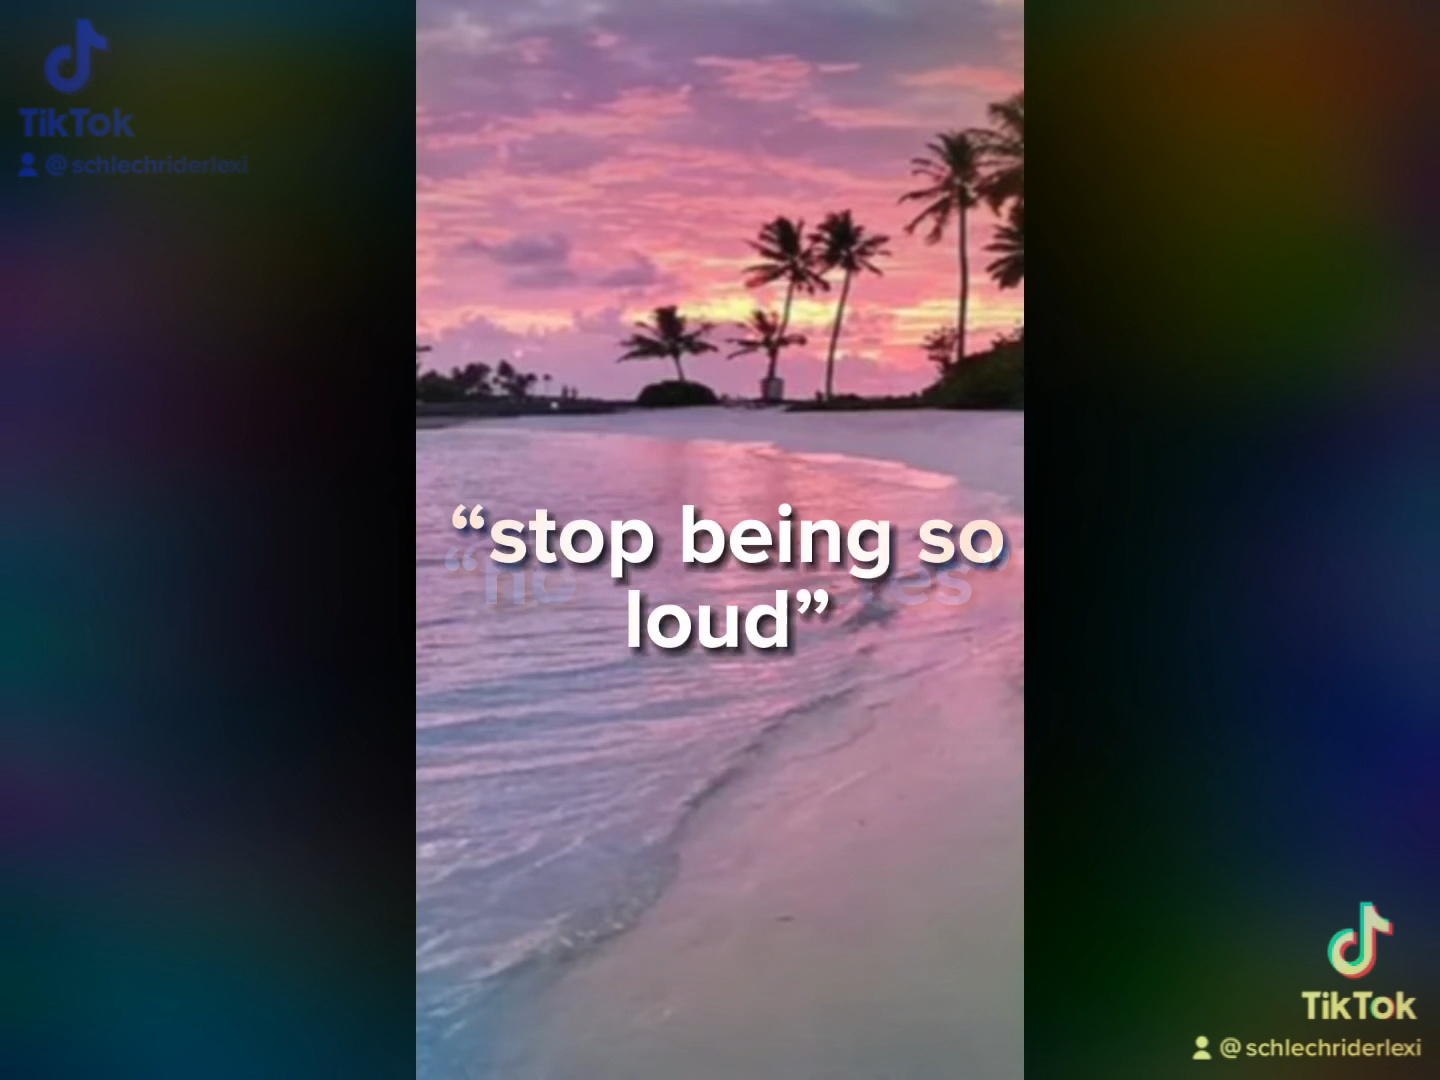 TikTok
@schlechriderlexi
“stop being so
loud”
TikTok
@schlechriderlexi